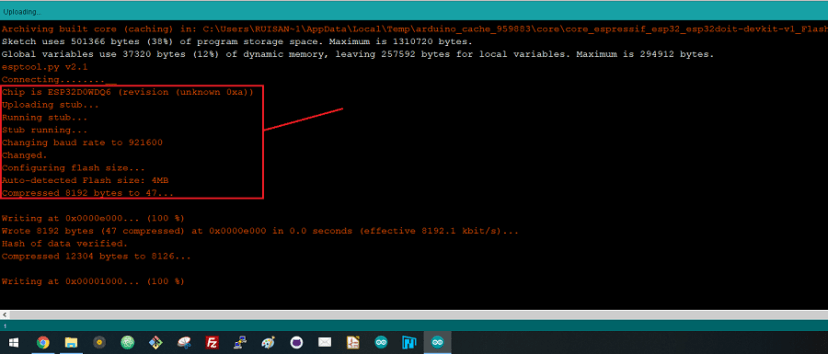 Uploading...
Archiving built core (caching) in: C:\Users\RUISAN~1\AppData\Local\Temp\arduino_cache_959883\core\core_espressif_esp32_esp32doit-devkit-v1_Flash
Sketch uses 501366 bytes (38%) of program storage space. Maximum is 1310720 bytes.
Global variables use 37320 bytes (12%) of dynamic memory, leaving 257592 bytes for local variables. Maximum is 294912 bytes.
esptool.py v2.1
Connecting........__
Chip is ESP32D0WDQ6 (revision (unknown 0xa))
Uploading stub...
Running stub...
Stub running...
Changing baud rate to 921600
Changed.
Configuring flash size...
Auto-detected Flash size: 4MB
Compressed 8192 bytes to 47...
Writing at 0x0000e000... (100 %)
Wrote 8192 bytes (47 compressed) at 0x0000e000 in 0.0 seconds (effective 8192.1 kbit/s)...
Hash of data verified.
Compressed 12304 bytes to 8126...
Writing at 0x00001000... (100 %)